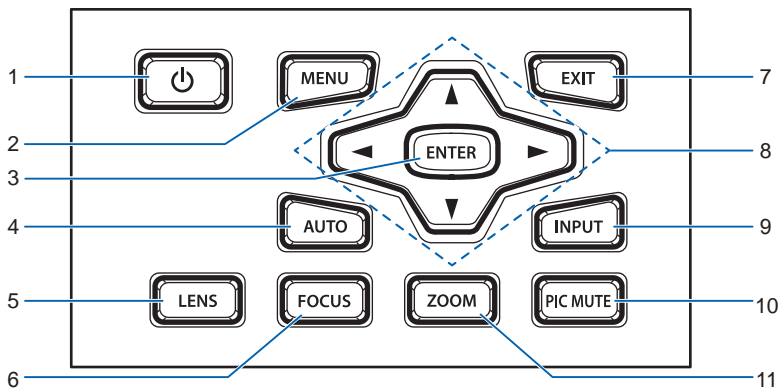 1
MENU
EXIT
7
2
3
ENTER
8
4
AUTO
INPUT
9
5
LENS
FOCUS
ZOOM
PIC MUTE
10
6
11